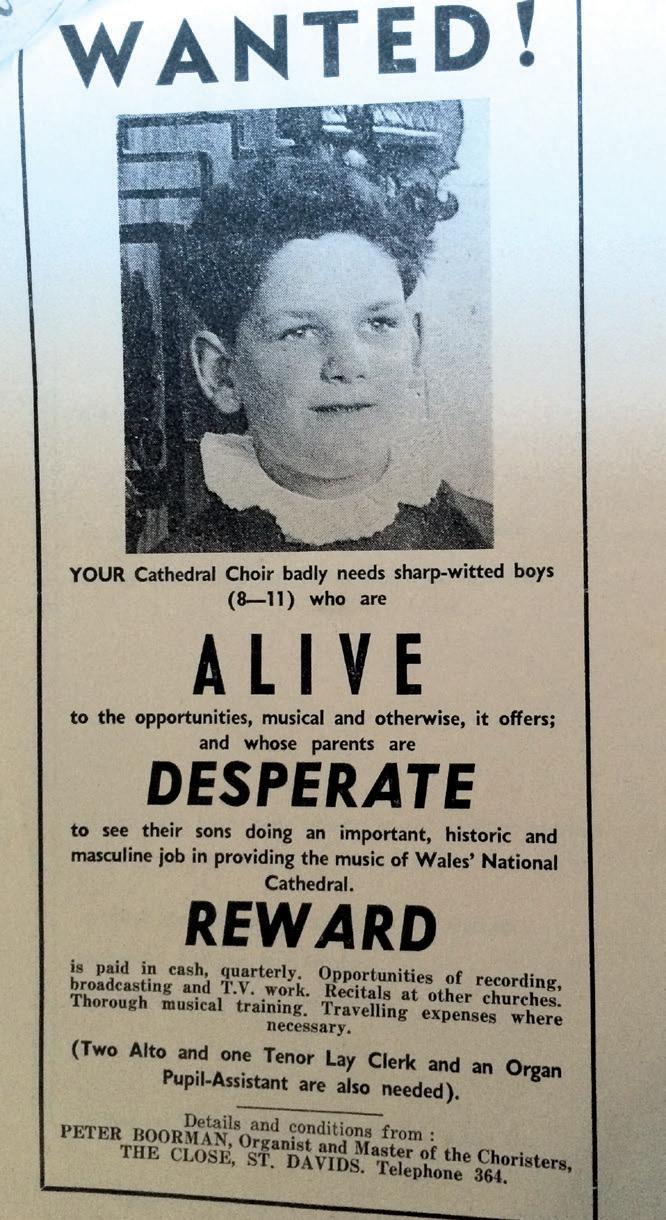 WANTED!
YOUR Cathedral Choir badly needs sharp-witted boys
(8—11) who are
ALIVE
to the opportunities, musical and otherwise, it offers;
and whose parents are
DESPERATE
to see their sons doing an important, historic and
masculine job in providing the music of Wales' National
Cathedral.
REWARD
is paid in cash, quarterly. Opportunities of recording,
broadcasting and T.V. work. Recitals at other churches.
Thorough musical training. Travelling expenses where
necessary.
(Two Alto and one Tenor Lay Clerk and an Organ
Pupil-Assistant are also needed).
Details and conditions from :
PETER BOORMAN, Organist and Master of the Choristers,
THE CLOSE, ST. DAVIDS. Telephone 364.